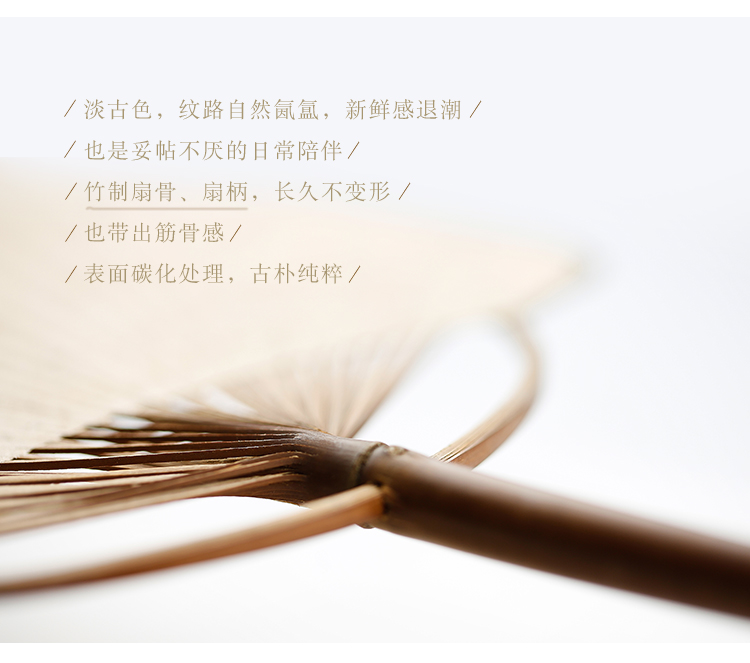 / 淡古色，纹路自然氤氲，新鲜感退潮 /
/ 也是妥帖不厌的日常陪伴 /
/ 竹制扇骨、扇柄，长久不变形 /
/ 也带出筋骨感 /
/ 表面碳化处理，古朴纯粹 /